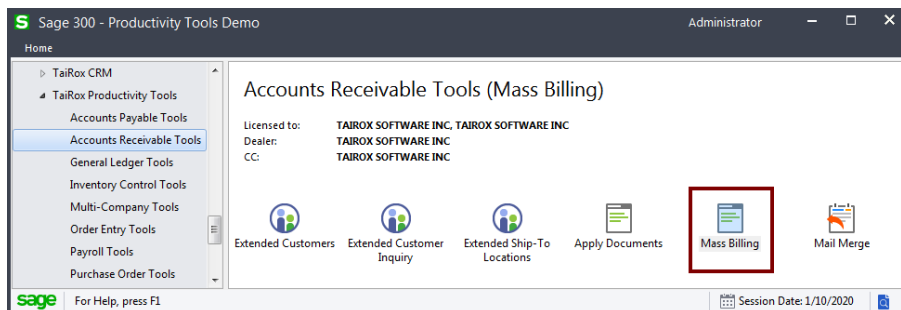 S Sage 300 - Productivity Tools Demo
Administrator
Home
TaiRox CRM
TaiRox Productivity Tools
Accounts Payable Tools
Accounts Receivable Tools
General Ledger Tools
Inventory Control Tools
Multi-Company Tools
Order Entry Tools
Payroll Tools
Purchase Order Tools
Accounts Receivable Tools (Mass Billing)
Licensed to: TAIROX SOFTWARE INC, TAIROX SOFTWARE INC
Dealer: TAIROX SOFTWARE INC
CC: TAIROX SOFTWARE INC
Extended Customers
Extended Customer
Inquiry
Extended Ship-To
Locations
Apply Documents
Mass Billing
Mail Merge
sage For Help, press F1
Session Date: 1/10/2020